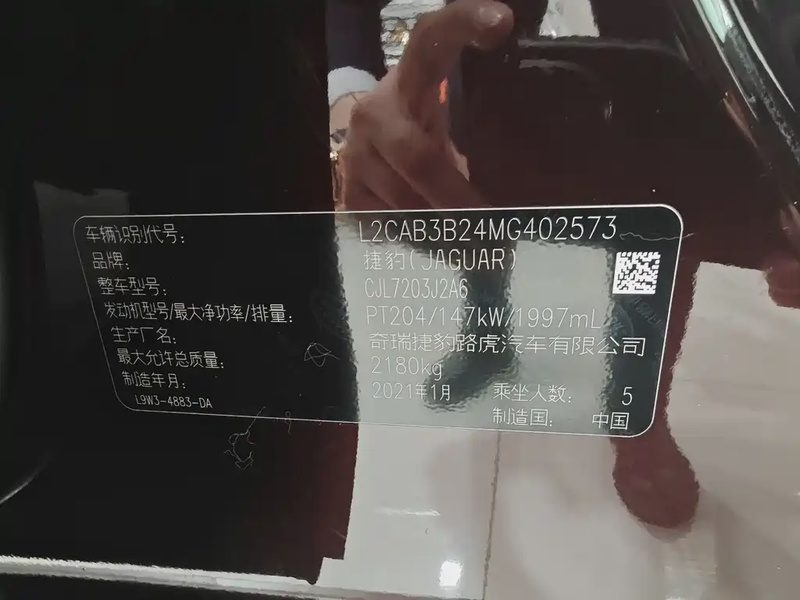 车辆识别代号: L2CAB3B24MG402573
品牌: 捷豹(JAGUAR)
整车型号: CJL7203J2A6
发动机型号/最大净功率/排量: PT204/147kW/1997mL
生产厂名: 奇瑞捷豹路虎汽车有限公司
最大允许总质量: 2180kg
制造年月: 2021年1月 乘坐人数: 5
L9W3-4883-DA 制造国: 中国